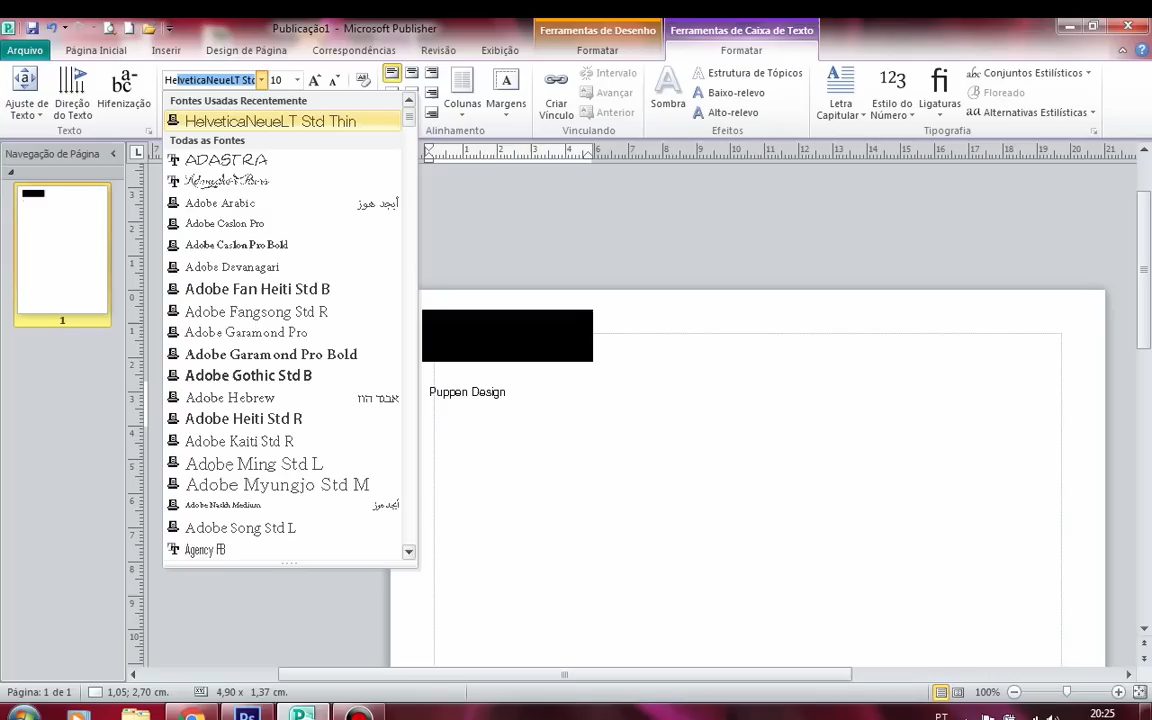 Publicação1 - Microsoft Publisher
Ferramentas de Desenho
Ferramentas de Caixa de Texto
Arquivo
Página Inicial
Inserir
Design de Página
Correspondências
Revisão
Exibição
Formatar
Formatar
HelveticaNeueLT Std
10
Ajuste de Texto
Direção do Texto
Hifenização
Texto
Colunas
Margens
Alinhamento
Criar Vínculo
Intervalo
Avançar
Anterior
Sombra
Estrutura de Tópicos
Baixo-relevo
Alto-relevo
Efeitos
Letra Capitular
Estilo do Número
Ligaturas
Conjuntos Estilísticos
Floreado
Alternativas Estilísticas
Tipografia
Fontes Usadas Recentemente
HelveticaNeueLT Std Thin
Todas as Fontes
ADASTRA
Adobe Arabic أبجد هوز
Adobe Caslon Pro
Adobe Caslon Pro Bold
Adobe Devanagari
Adobe Fan Heiti Std B
Adobe Fangsong Std R
Adobe Garamond Pro
Adobe Garamond Pro Bold
Adobe Gothic Std B
Adobe Hebrew אבגד הוז
Adobe Heiti Std R
Adobe Kaiti Std R
Adobe Ming Std L
Adobe Myungjo Std M
Adobe Naskh Medium أبجد هوز
Adobe Song Std L
Agency FB
Navegação de Página
1
Puppen Design
Página: 1 de 1
1,05; 2,70 cm.
4,90 x 1,37 cm.
100%
PT
20:25